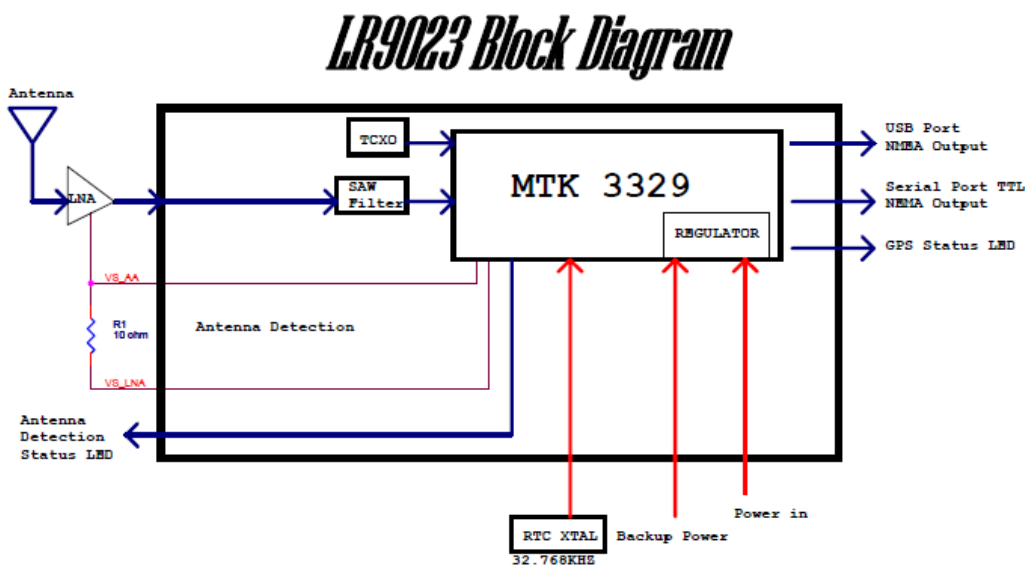 LR9023 Block Diagram
Antenna
LNA
TCXO
SAW
Filter
MTK 3329
REGULATOR
USB Port
NMEA Output
Serial Port TTL
NEMA Output
GPS Status LED
VS_AA
R1
10 ohm
Antenna Detection
VS_LNA
Antenna
Detection
Status LED
RTC XTAL
32.768KHZ
Backup Power
Power in